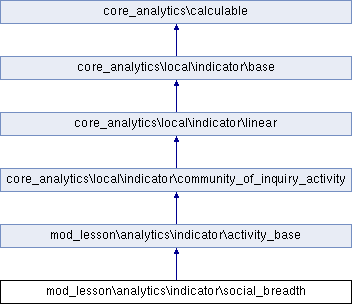 core_analytics\calculable
core_analytics\local\indicator\base
core_analytics\local\indicator\linear
core_analytics\local\indicator\community_of_inquiry_activity
mod_lesson\analytics\indicator\activity_base
mod_lesson\analytics\indicator\social_breadth